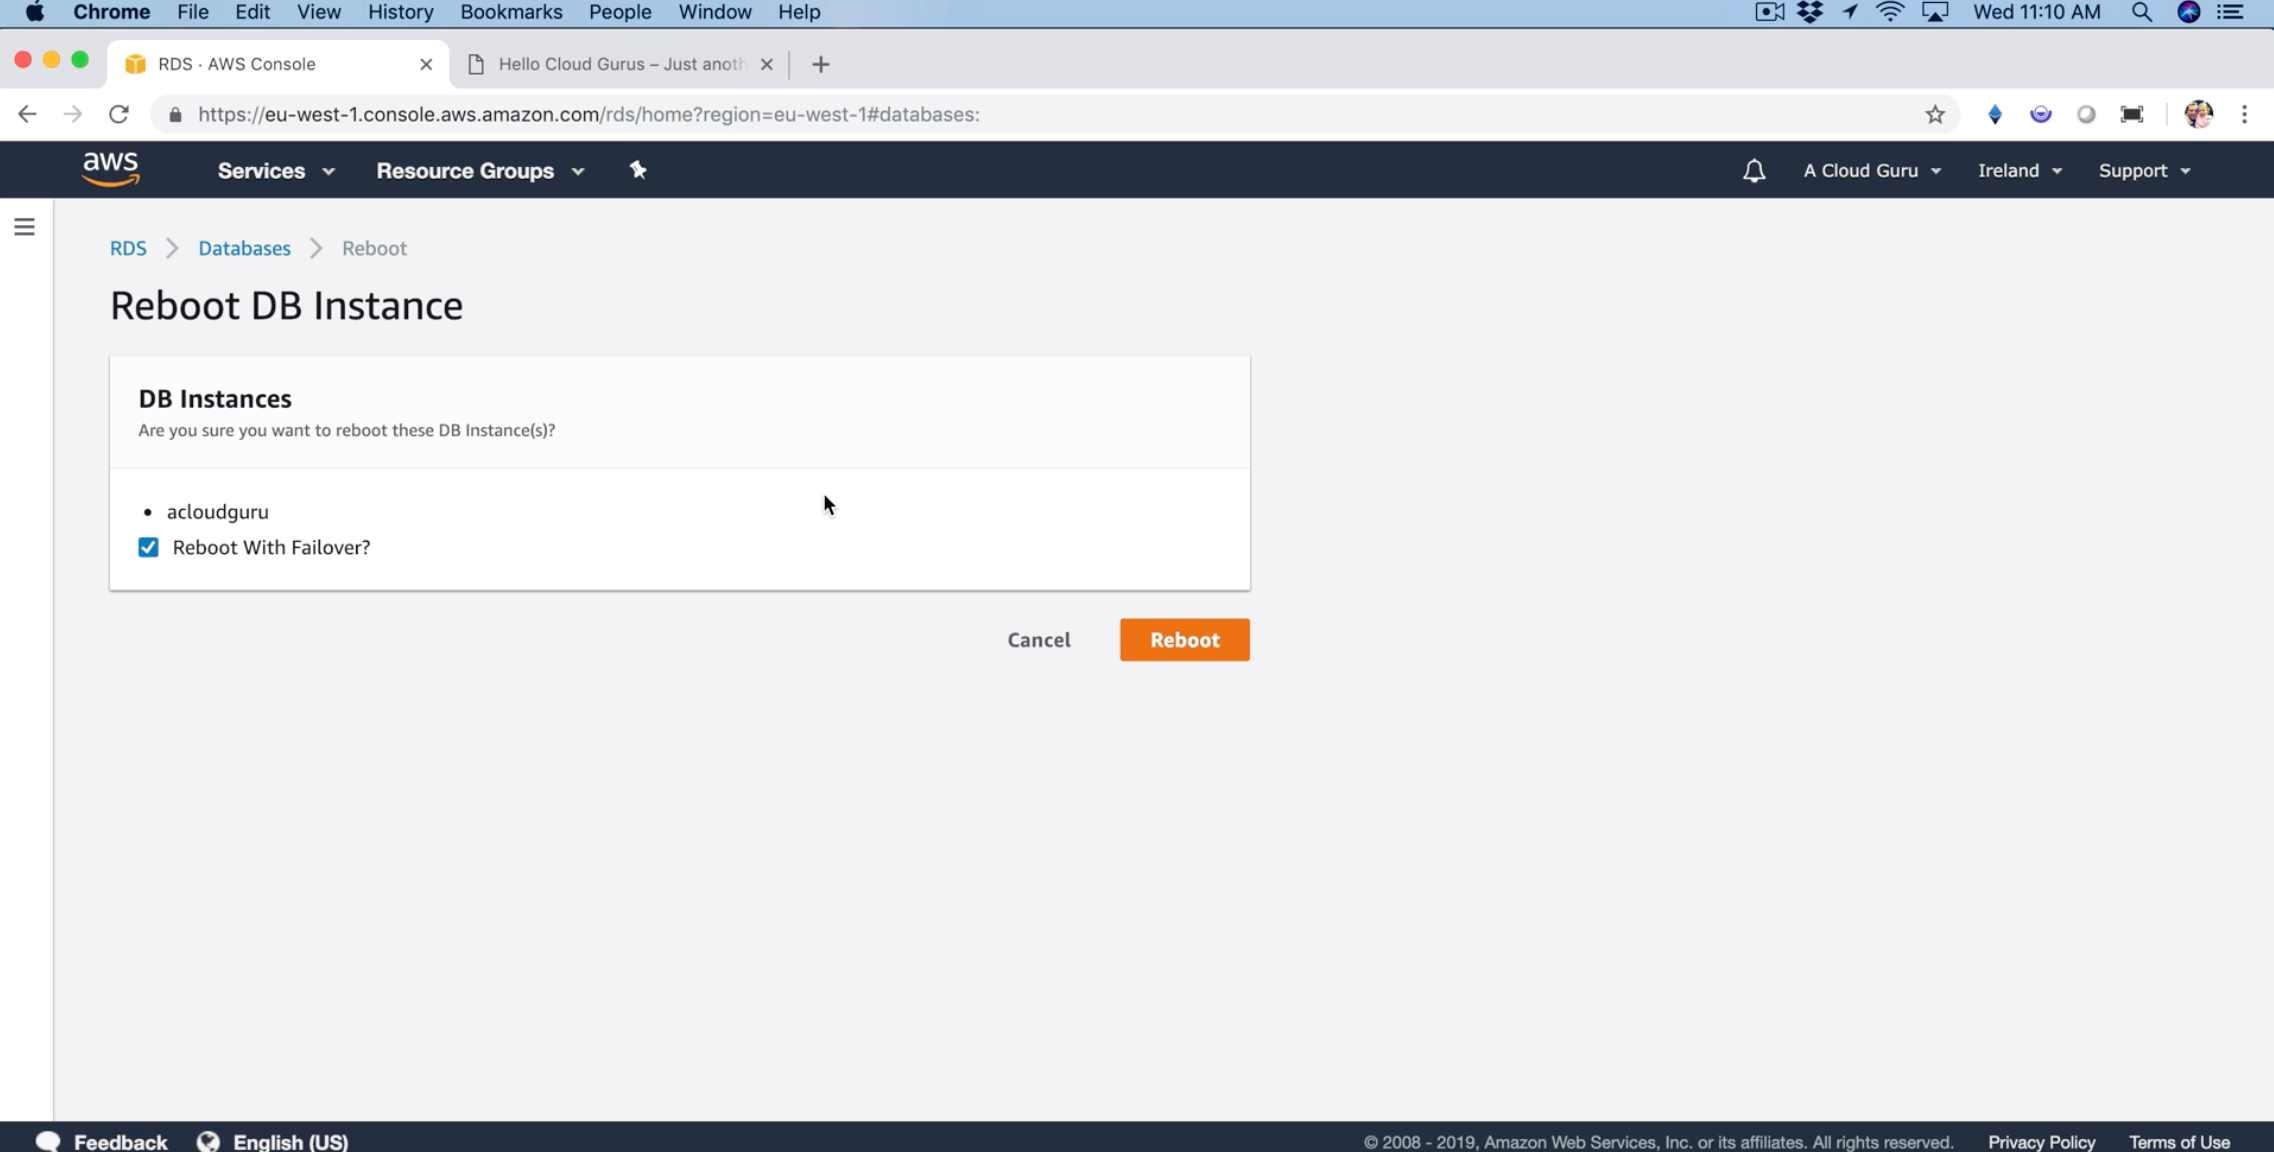 Chrome File Edit View History Bookmarks People Window Help Wed 11:10 AM
RDS · AWS Console Hello Cloud Gurus – Just anoth
https://eu-west-1.console.aws.amazon.com/rds/home?region=eu-west-1#databases:
aws Services Resource Groups A Cloud Guru Ireland Support
RDS Databases Reboot
Reboot DB Instance
DB Instances
Are you sure you want to reboot these DB Instance(s)?
• acloudguru
Reboot With Failover?
Cancel Reboot
Feedback English (US) © 2008 - 2019, Amazon Web Services, Inc. or its affiliates. All rights reserved. Privacy Policy Terms of Use